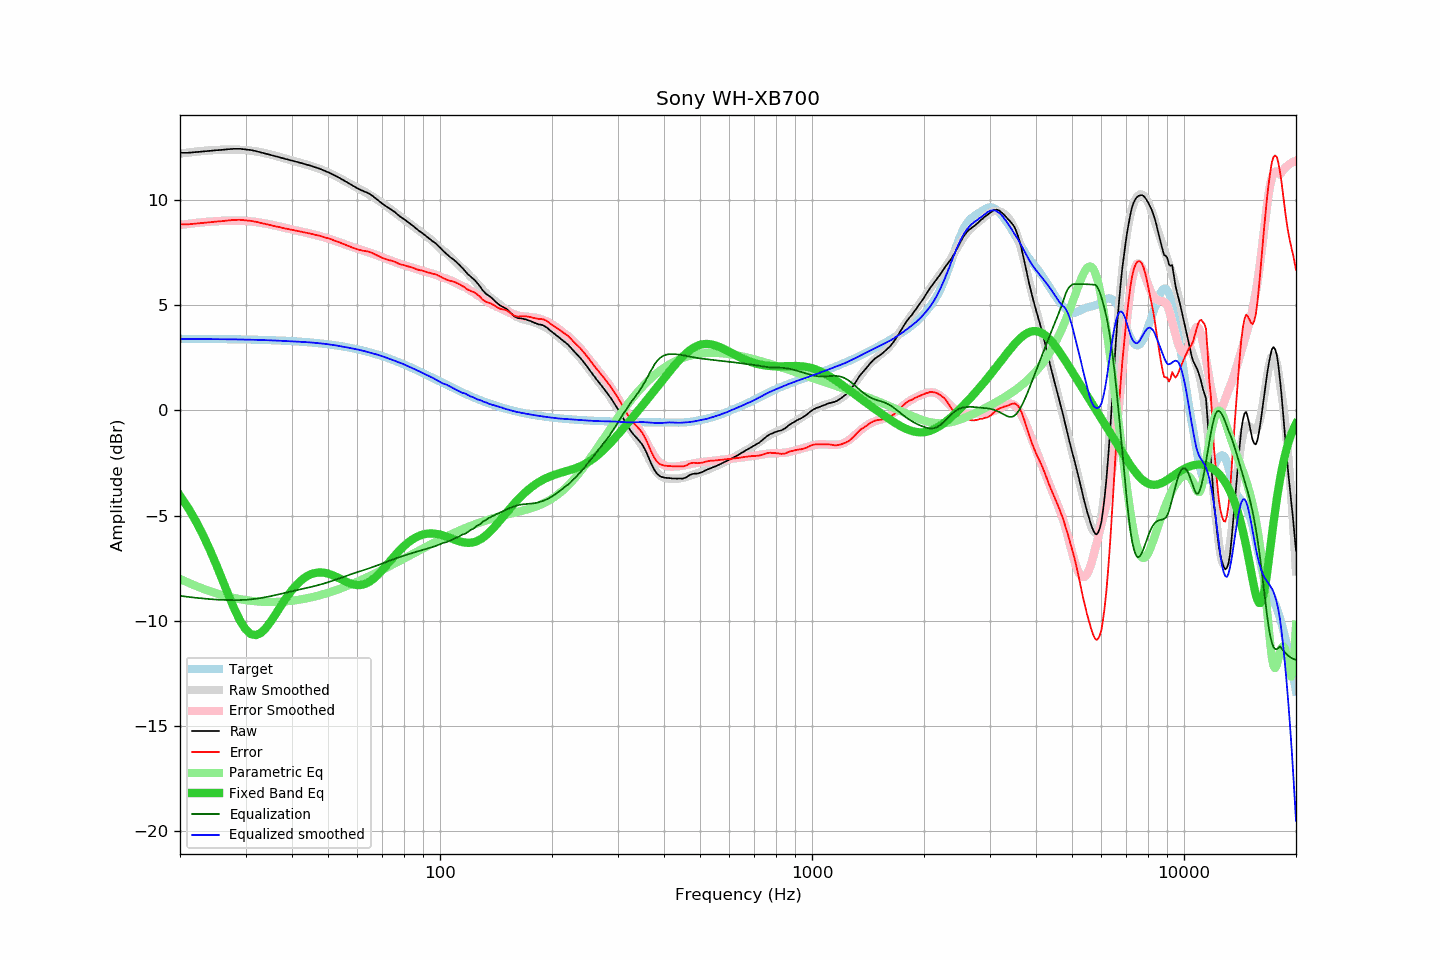 Sony WH-XB700
Amplitude (dBr)
10
5
0
−5
−10
−15
−20
Target
Raw Smoothed
Error Smoothed
Raw
Error
Parametric Eq
Fixed Band Eq
Equalization
Equalized smoothed
100
1000
10000
Frequency (Hz)